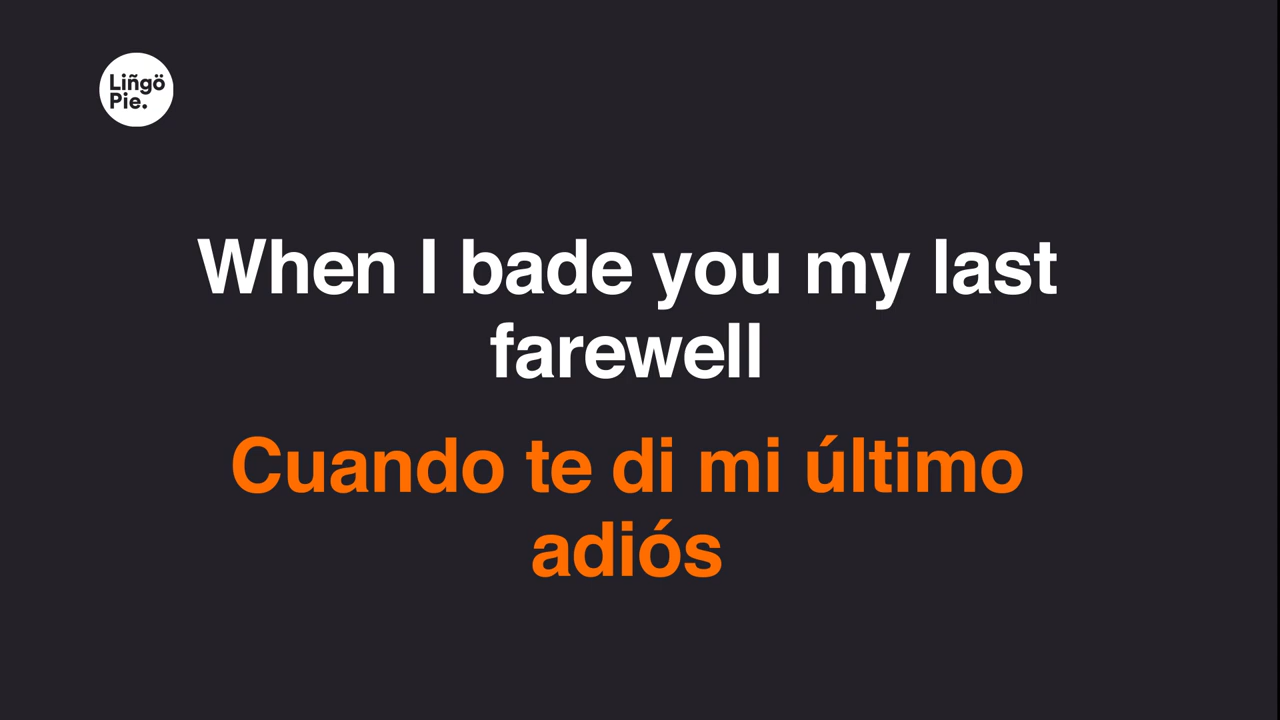 Liñgö
Pie.
When I bade you my last
farewell
Cuando te di mi último
adiós